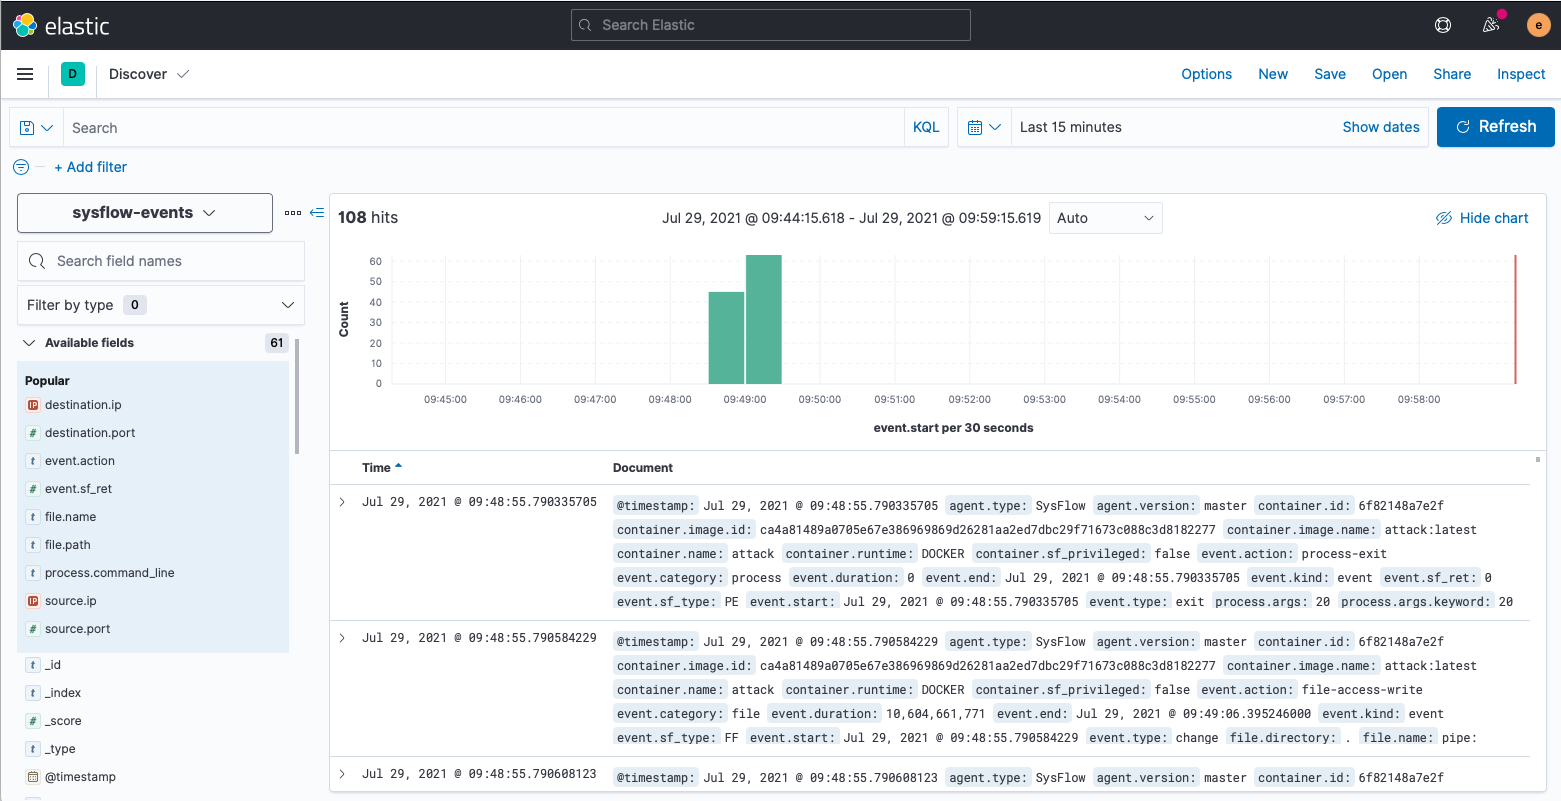 elastic
Search Elastic
e
D
Discover
Options New Save Open Share Inspect
Search
KQL
Last 15 minutes
Show dates
Refresh
+ Add filter
sysflow-events
Search field names
Filter by type 0
Available fields 61
Popular
IP destination.ip
# destination.port
t event.action
# event.sf_ret
t file.name
t file.path
t process.command_line
IP source.ip
# source.port
t _id
t _index
# _score
t _type
@timestamp
108 hits
Jul 29, 2021 @ 09:44:15.618 - Jul 29, 2021 @ 09:59:15.619
Auto
Hide chart
Count
60
50
40
30
20
10
0
09:45:00 09:46:00 09:47:00 09:48:00 09:49:00 09:50:00 09:51:00 09:52:00 09:53:00 09:54:00 09:55:00 09:56:00 09:57:00 09:58:00
event.start per 30 seconds
Time Document
Jul 29, 2021 @ 09:48:55.790335705
@timestamp: Jul 29, 2021 @ 09:48:55.790335705 agent.type: SysFlow agent.version: master container.id: 6f82148a7e2f
container.image.id: ca4a81489a0705e67e386969869d26281aa2ed7dbc29f71673c088c3d8182277 container.image.name: attack:latest
container.name: attack container.runtime: DOCKER container.sf_privileged: false event.action: process-exit
event.category: process event.duration: 0 event.end: Jul 29, 2021 @ 09:48:55.790335705 event.kind: event event.sf_ret: 0
event.sf_type: PE event.start: Jul 29, 2021 @ 09:48:55.790335705 event.type: exit process.args: 20 process.args.keyword: 20
Jul 29, 2021 @ 09:48:55.790584229
@timestamp: Jul 29, 2021 @ 09:48:55.790584229 agent.type: SysFlow agent.version: master container.id: 6f82148a7e2f
container.image.id: ca4a81489a0705e67e386969869d26281aa2ed7dbc29f71673c088c3d8182277 container.image.name: attack:latest
container.name: attack container.runtime: DOCKER container.sf_privileged: false event.action: file-access-write
event.category: file event.duration: 10,604,661,771 event.end: Jul 29, 2021 @ 09:49:06.395246000 event.kind: event
event.sf_type: FF event.start: Jul 29, 2021 @ 09:48:55.790584229 event.type: change file.directory: . file.name: pipe:
Jul 29, 2021 @ 09:48:55.790608123
@timestamp: Jul 29, 2021 @ 09:48:55.790608123 agent.type: SysFlow agent.version: master container.id: 6f82148a7e2f